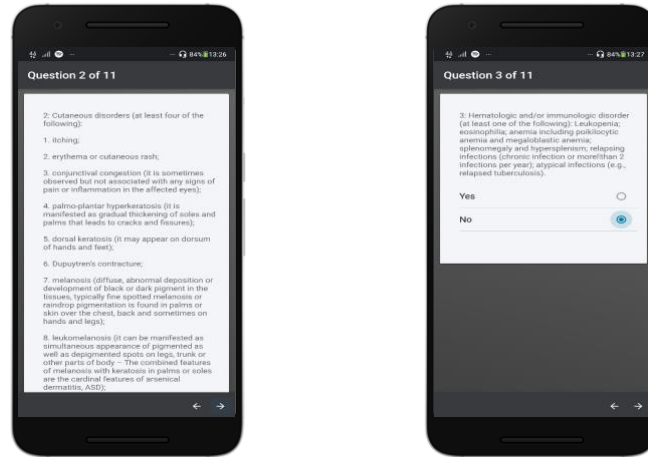 84% 13:26
Question 2 of 11
2: Cutaneous disorders (at least four of the
following):
1. itching;
2. erythema or cutaneous rash;
3. conjunctival congestion (it is sometimes
observed but not associated with any signs of
pain or inflammation in the affected eyes);
4. palmo-plantar hyperkeratosis (it is
manifested as gradual thickening of soles and
palms that leads to cracks and fissures);
5. dorsal keratosis (it may appear on dorsum
of hands and feet);
6. Dupuytren's contracture;
7. melanosis (diffuse, abnormal deposition or
development of black or dark pigment in the
tissues, typically fine spotted melanosis or
raindrop pigmentation is found in palms or
skin over the chest, back and sometimes on
hands and legs);
8. leukomelanosis (it can be manifested as
simultaneous appearance of pigmented as
well as depigmented spots on legs, trunk or
other parts of body – The combined features
of melanosis with keratosis in palms or soles
are the cardinal features of arsenical
dermatitis, ASD);
84% 13:27
Question 3 of 11
3: Hematologic and/or immunologic disorder
(at least one of the following): Leukopenia;
eosinophilia; anemia including poikilocytic
anemia and megaloblastic anemia;
splenomegaly and hypersplenism; relapsing
infections (chronic infection or more than 2
infections per year); atypical infections (e.g.,
relapsed tuberculosis).
Yes
No